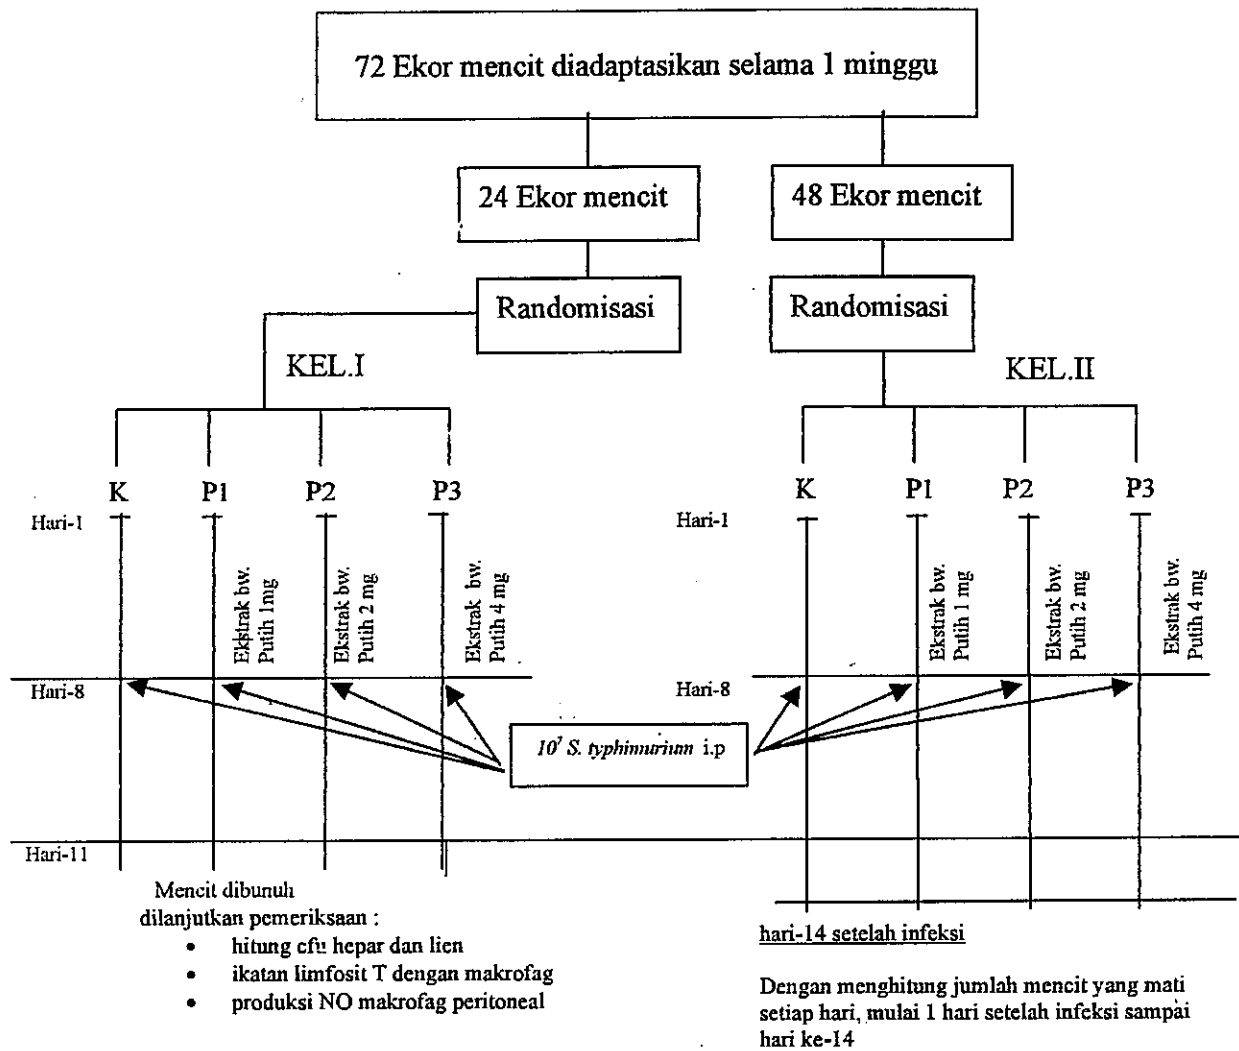 72 Ekor mencit diadaptasikan selama 1 minggu
24 Ekor mencit
48 Ekor mencit
Randomisasi
Randomisasi
KEL.I
KEL.II
K P1 P2 P3
K P1 P2 P3
Hari-1
Hari-1
Ekstrak bw.
Putih 1mg
Ekstrak bw.
Putih 2 mg
Ekstrak bw.
Putih 4 mg
Ekstrak bw.
Putih 1 mg
Ekstrak bw.
Putih 2 mg
Ekstrak bw.
Putih 4 mg
Hari-8
Hari-8
10⁷ S. typhimurium i.p
Hari-11
Mencit dibunuh
dilanjutkan pemeriksaan :
• hitung cfu hepar dan lien
• ikatan limfosit T dengan makrofag
• produksi NO makrofag peritoneal
hari-14 setelah infeksi
Dengan menghitung jumlah mencit yang mati
setiap hari, mulai 1 hari setelah infeksi sampai
hari ke-14